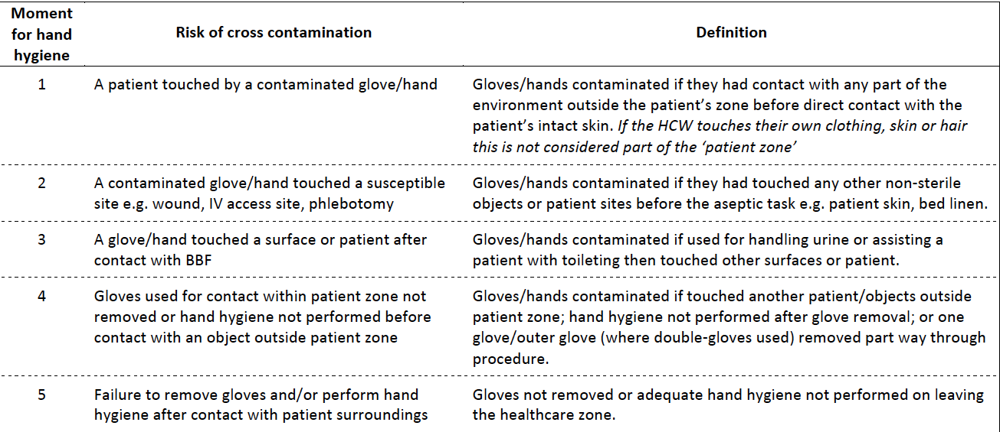 Moment for hand hygiene | Risk of cross contamination | Definition
1 | A patient touched by a contaminated glove/hand | Gloves/hands contaminated if they had contact with any part of the
environment outside the patient’s zone before direct contact with the
patient’s intact skin. If the HCW touches their own clothing, skin or hair
this is not considered part of the ‘patient zone’
2 | A contaminated glove/hand touched a susceptible | Gloves/hands contaminated if they had touched any other non-sterile
site e.g. wound, IV access site, phlebotomy | objects or patient sites before the aseptic task e.g. patient skin, bed linen.
3 | A glove/hand touched a surface or patient after | Gloves/hands contaminated if used for handling urine or assisting a
contact with BBF | patient with toileting then touched other surfaces or patient.
4 | Gloves used for contact within patient zone not | Gloves/hands contaminated if touched another patient/objects outside
removed or hand hygiene not performed before | patient zone; hand hygiene not performed after glove removal; or one
contact with an object outside patient zone | glove/outer glove (where double-gloves used) removed part way through
procedure.
5 | Failure to remove gloves and/or perform hand | Gloves not removed or adequate hand hygiene not performed on leaving
hygiene after contact with patient surroundings | the healthcare zone.